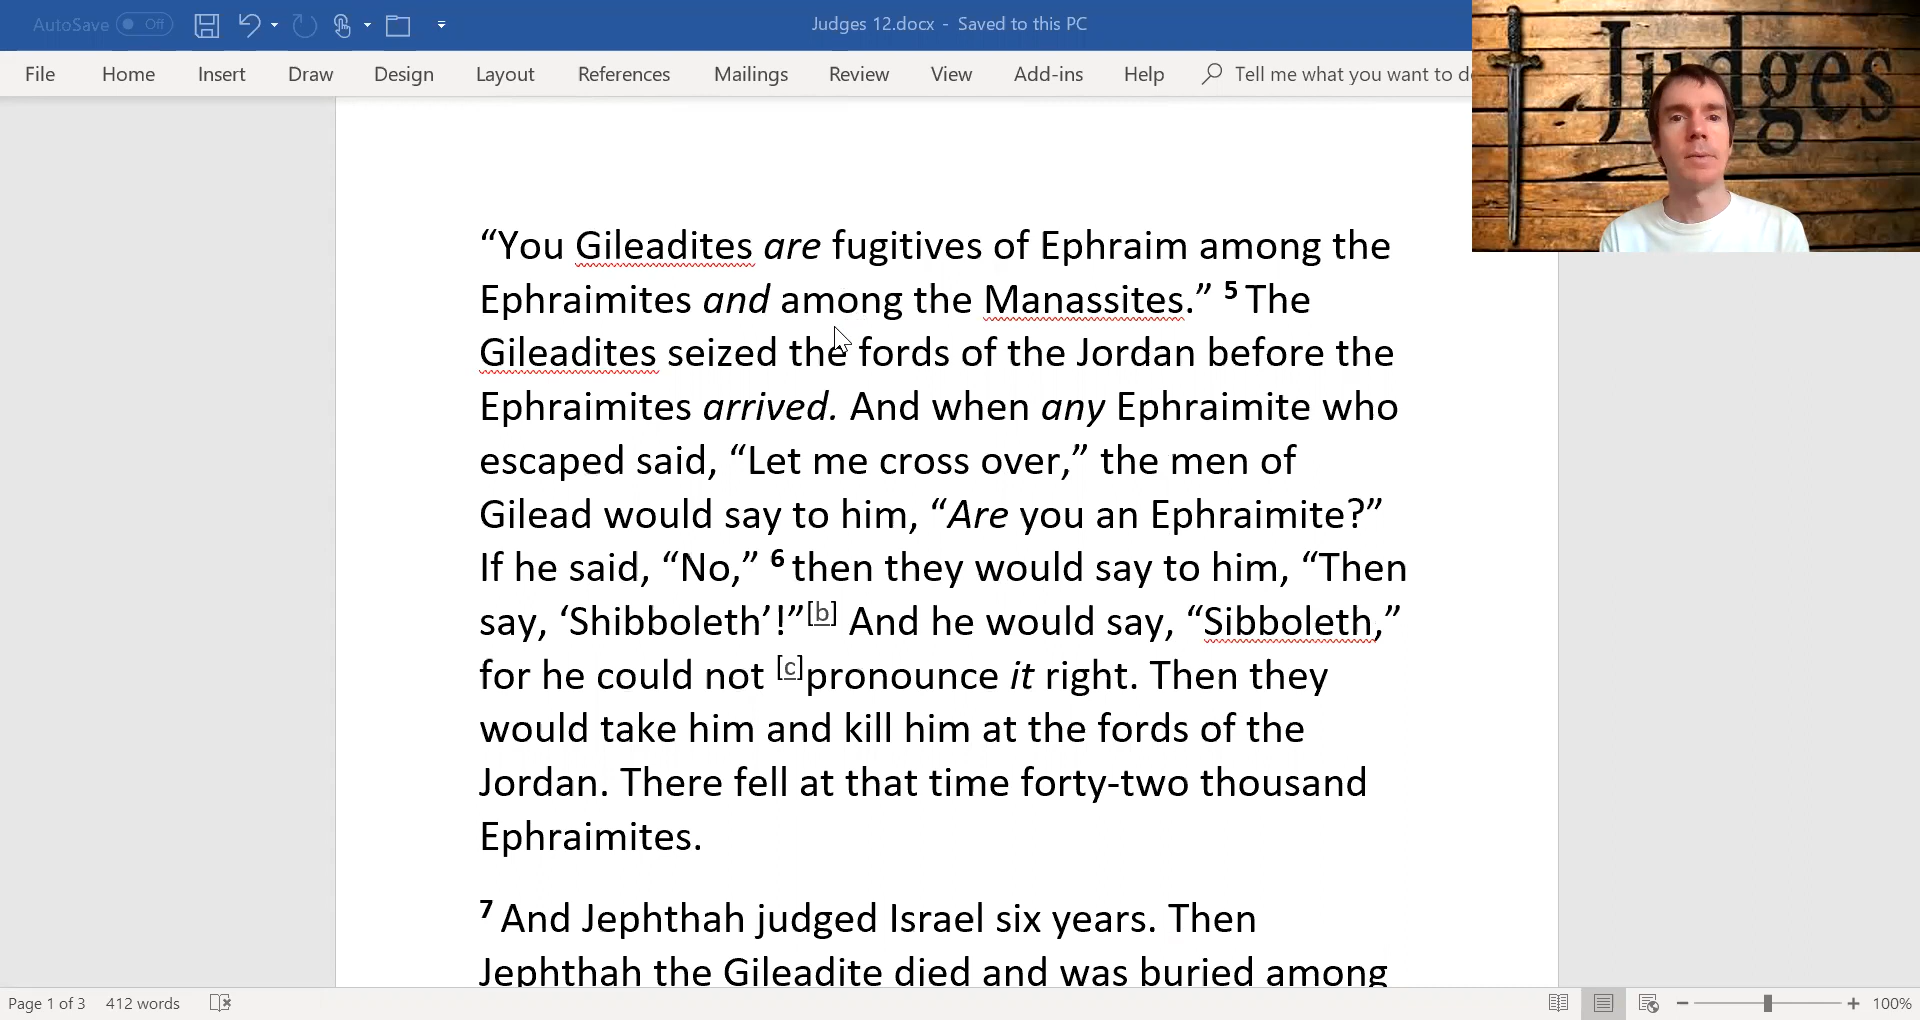 AutoSave Off
Judges 12.docx - Saved to this PC
File Home Insert Draw Design Layout References Mailings Review View Add-ins Help Tell me what you want to do
Judges
“You Gileadites are fugitives of Ephraim among the
Ephraimites and among the Manassites.” 5 The
Gileadites seized the fords of the Jordan before the
Ephraimites arrived. And when any Ephraimite who
escaped said, “Let me cross over,” the men of
Gilead would say to him, “Are you an Ephraimite?”
If he said, “No,” 6 then they would say to him, “Then
say, ‘Shibboleth’!”[b] And he would say, “Sibboleth,”
for he could not [c]pronounce it right. Then they
would take him and kill him at the fords of the
Jordan. There fell at that time forty-two thousand
Ephraimites.
7 And Jephthah judged Israel six years. Then
Jephthah the Gileadite died and was buried among
Page 1 of 3 412 words
100%